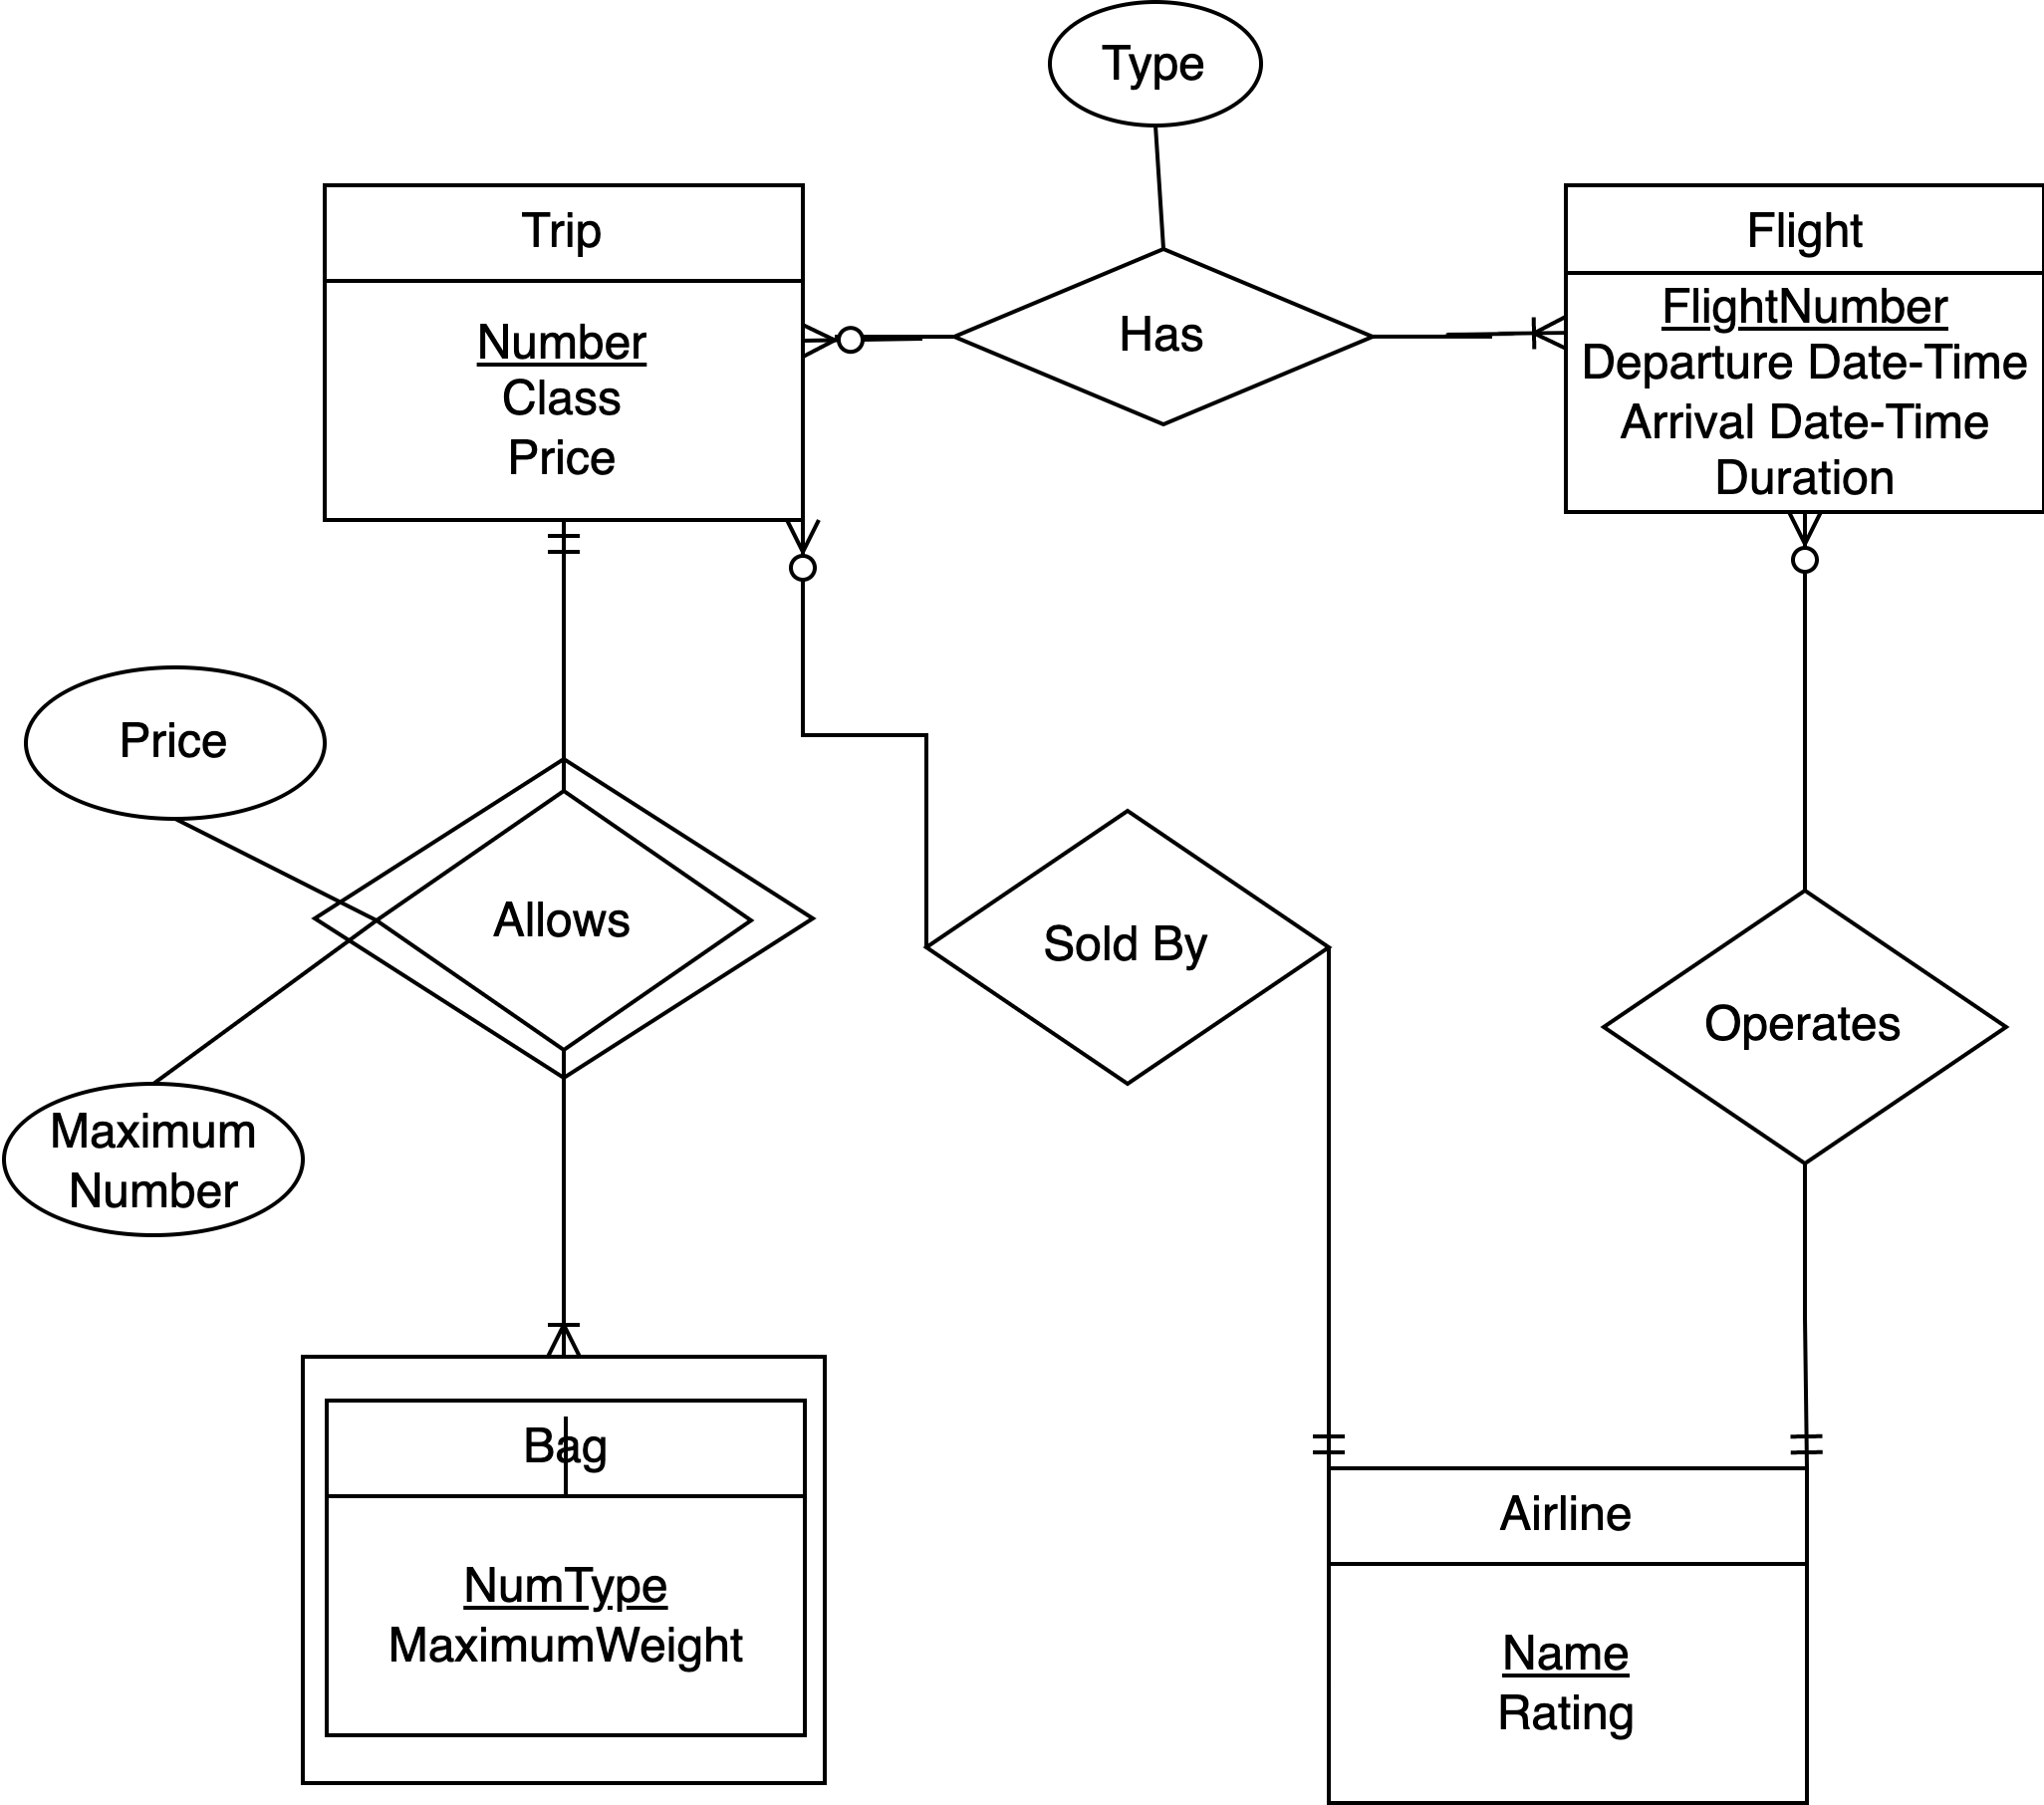 Type
Trip
Number
Class
Price
Has
Flight
FlightNumber
Departure Date-Time
Arrival Date-Time
Duration
Price
Allows
Maximum
Number
Sold By
Operates
Bag
NumType
MaximumWeight
Airline
Name
Rating